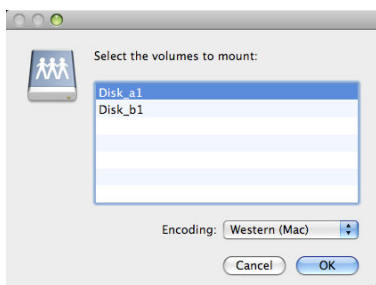 Select the volumes to mount:
Disk_a1
Disk_b1
Encoding: Western (Mac)
Cancel OK